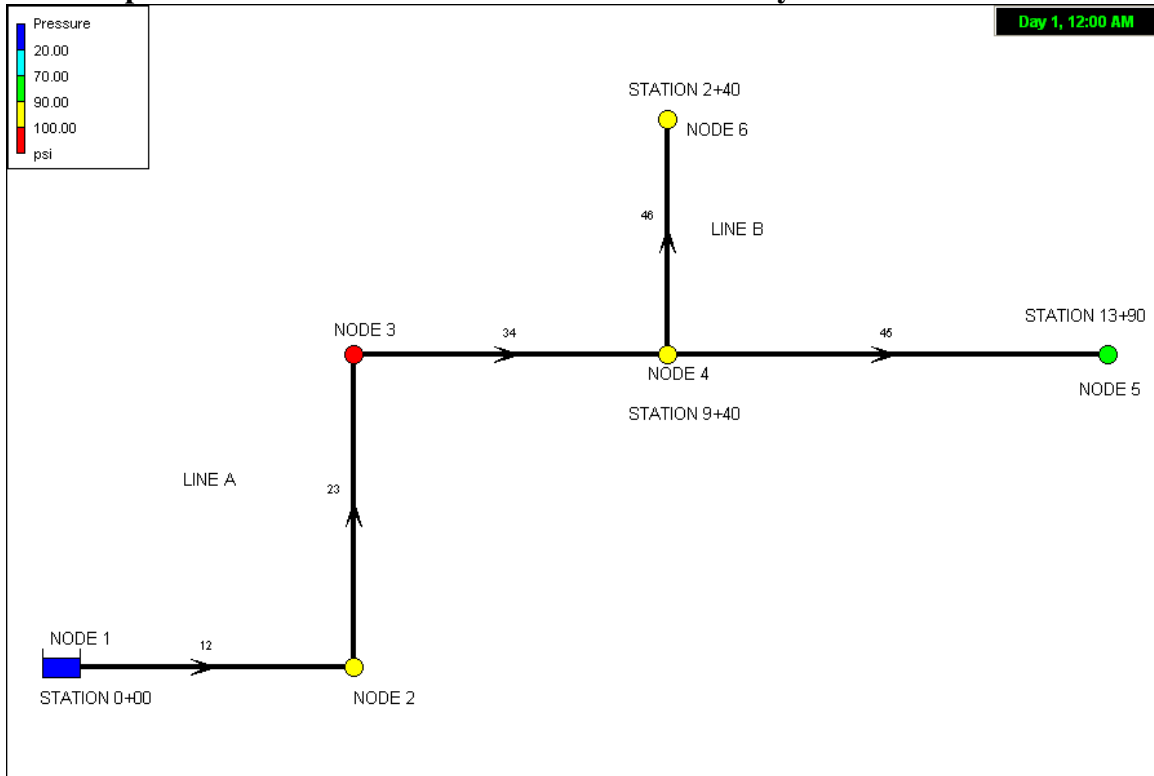 Pressure
20.00
70.00
90.00
100.00
psi
Day 1, 12:00 AM
STATION 2+40
NODE 6
46
LINE B
STATION 13+90
NODE 3
34
45
NODE 4
NODE 5
STATION 9+40
LINE A
23
NODE 1
12
STATION 0+00
NODE 2